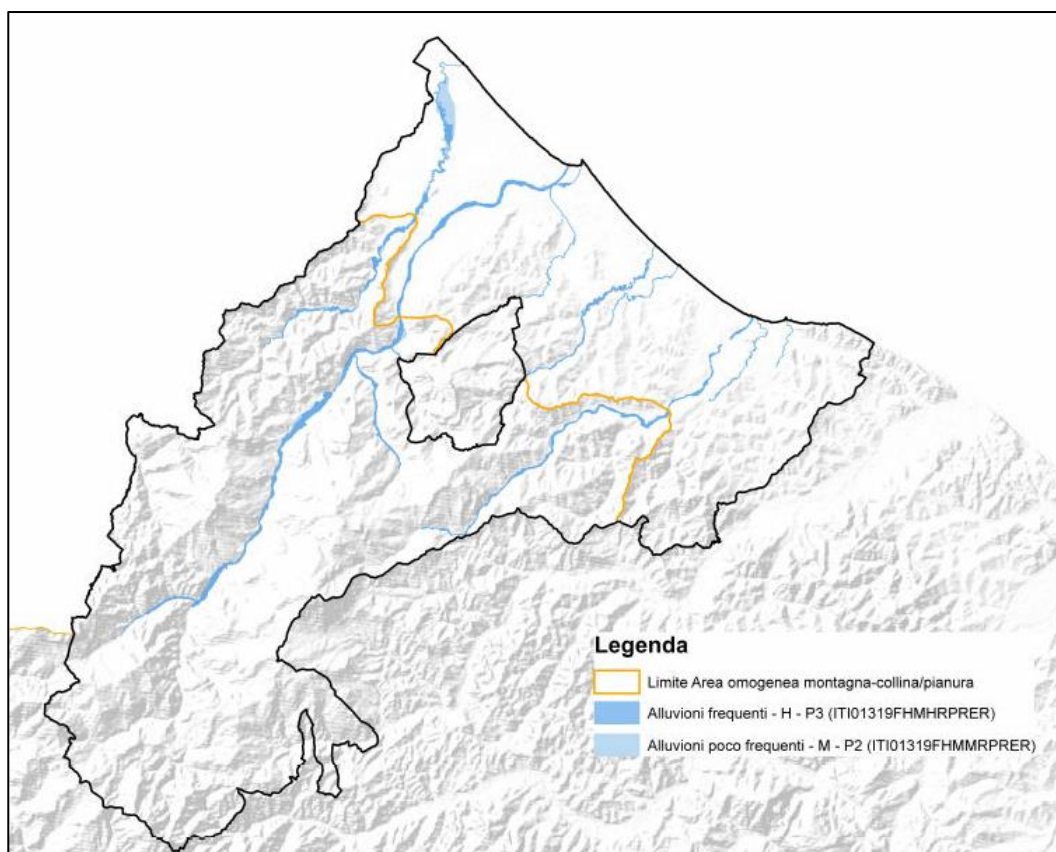 Legenda
Limite Area omogenea montagna-collina/pianura
Alluvioni frequenti - H - P3 (ITI01319FHMHRPRER)
Alluvioni poco frequenti - M - P2 (ITI01319FHMMRPRER)